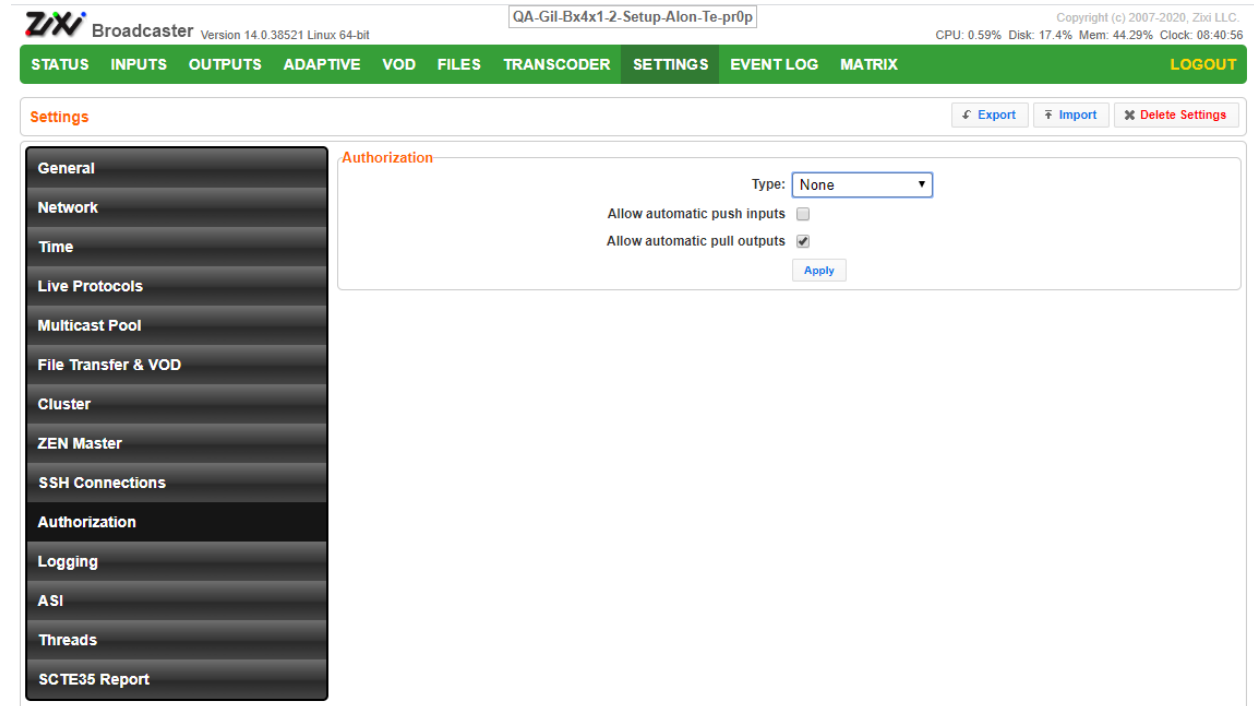 QA-Gil-Bx4x1-2-Setup-Alon-Te-pr0p
Copyright (c) 2007-2020, Zixi LLC.
ZiXi Broadcaster Version 14.0.38521 Linux 64-bit
CPU: 0.59% Disk: 17.4% Mem: 44.29% Clock: 08:40:56
STATUS INPUTS OUTPUTS ADAPTIVE VOD FILES TRANSCODER SETTINGS EVENT LOG MATRIX LOGOUT
Settings Export Import Delete Settings
General
Network
Time
Live Protocols
Multicast Pool
File Transfer & VOD
Cluster
ZEN Master
SSH Connections
Authorization
Logging
ASI
Threads
SCTE35 Report
Authorization
Type: None
Allow automatic push inputs
Allow automatic pull outputs
Apply